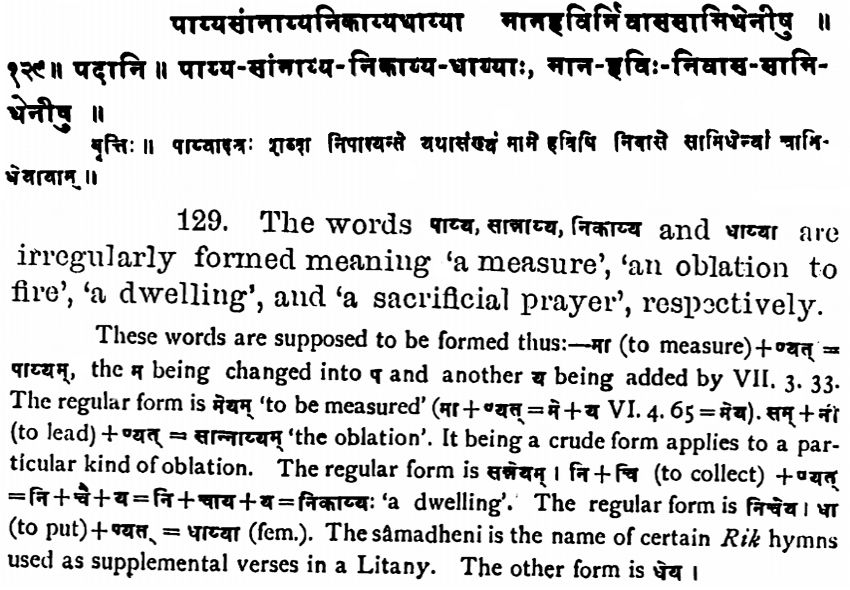 पाय्यसांनाय्यनिकाय्यधाय्या मानहविर्निवाससामिधेनीषु ॥
१२९॥ पदानि ॥ पाय्य-सांनाय्य-निकाय्य-धाय्याः, मान-हविः-निवास-सामि-
धेनीषु ॥
वृत्तिः ॥ पाय्यादयः शब्दा निपात्यन्ते यथासंख्यं माने हविषि निवासे सामिधेन्यां चाभि-
धेयायाम् ॥
129. The words पाय्य, सान्नाय्य, निकाय्य and धाय्या are
irregularly formed meaning ‘a measure’, ‘an oblation to
fire’, ‘a dwelling’, and ‘a sacrificial prayer’, respectively.
These words are supposed to be formed thus:—मा (to measure)+ण्यत् =
पाय्यम्, the म being changed into प and another य being added by VII. 3. 33.
The regular form is मेयम् ‘to be measured’ (मा+ण्यत्=मे+य VI. 4. 65=मेय). सम्+नी
(to lead)+ण्यत् = सान्नाय्यम् ‘the oblation’. It being a crude form applies to a par-
ticular kind of oblation. The regular form is सन्नेयम् । नि+चि (to collect) +ण्यत्
=नि+चै+य=नि+चाय+य=निकाय्यः ‘a dwelling’. The regular form is निचेय। धा
(to put)+ण्यत् = धाय्या (fem.). The sâmadheni is the name of certain Rik hymns
used as supplemental verses in a Litany. The other form is धेय ।